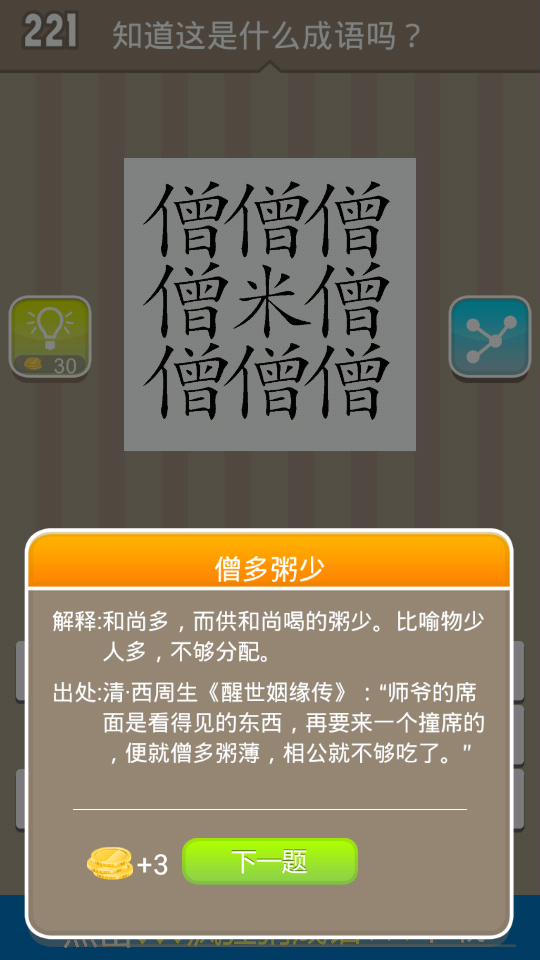 221 知道这是什么成语吗？
僧僧僧
僧米僧
僧僧僧
30
僧多粥少
解释:和尚多，而供和尚喝的粥少。比喻物少
人多，不够分配。
出处:清·西周生《醒世姻缘传》：“师爷的席
面是看得见的东西，再要来一个撞席的
，便就僧多粥薄，相公就不够吃了。”
+3 下一题